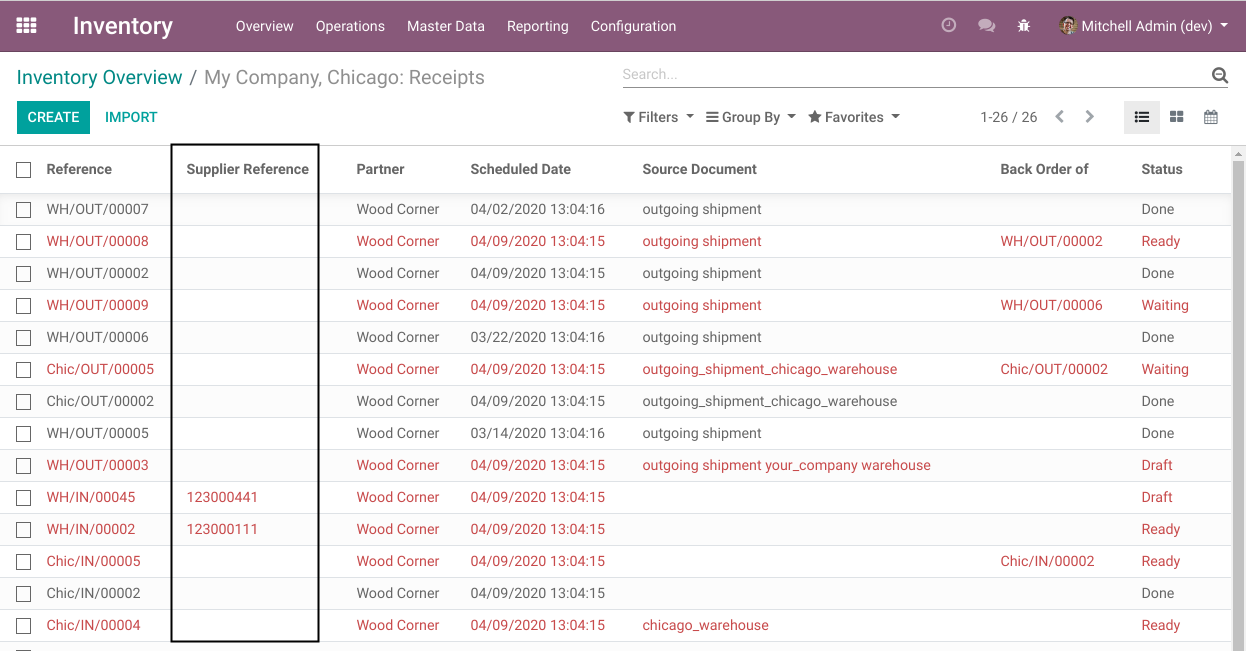 Inventory Overview Operations Master Data Reporting Configuration Mitchell Admin (dev)
Inventory Overview / My Company, Chicago: Receipts Search...
CREATE IMPORT Filters Group By Favorites 1-26 / 26
Reference Supplier Reference Partner Scheduled Date Source Document Back Order of Status
WH/OUT/00007 Wood Corner 04/02/2020 13:04:16 outgoing shipment Done
WH/OUT/00008 Wood Corner 04/09/2020 13:04:15 outgoing shipment WH/OUT/00002 Ready
WH/OUT/00002 Wood Corner 04/09/2020 13:04:15 outgoing shipment Done
WH/OUT/00009 Wood Corner 04/09/2020 13:04:15 outgoing shipment WH/OUT/00006 Waiting
WH/OUT/00006 Wood Corner 03/22/2020 13:04:16 outgoing shipment Done
Chic/OUT/00005 Wood Corner 04/09/2020 13:04:15 outgoing_shipment_chicago_warehouse Chic/OUT/00002 Waiting
Chic/OUT/00002 Wood Corner 04/09/2020 13:04:15 outgoing_shipment_chicago_warehouse Done
WH/OUT/00005 Wood Corner 03/14/2020 13:04:16 outgoing shipment Done
WH/OUT/00003 Wood Corner 04/09/2020 13:04:15 outgoing shipment your_company warehouse Draft
WH/IN/00045 123000441 Wood Corner 04/09/2020 13:04:15 Draft
WH/IN/00002 123000111 Wood Corner 04/09/2020 13:04:15 Ready
Chic/IN/00005 Wood Corner 04/09/2020 13:04:15 Chic/IN/00002 Ready
Chic/IN/00002 Wood Corner 04/09/2020 13:04:15 Done
Chic/IN/00004 Wood Corner 04/09/2020 13:04:15 chicago_warehouse Ready